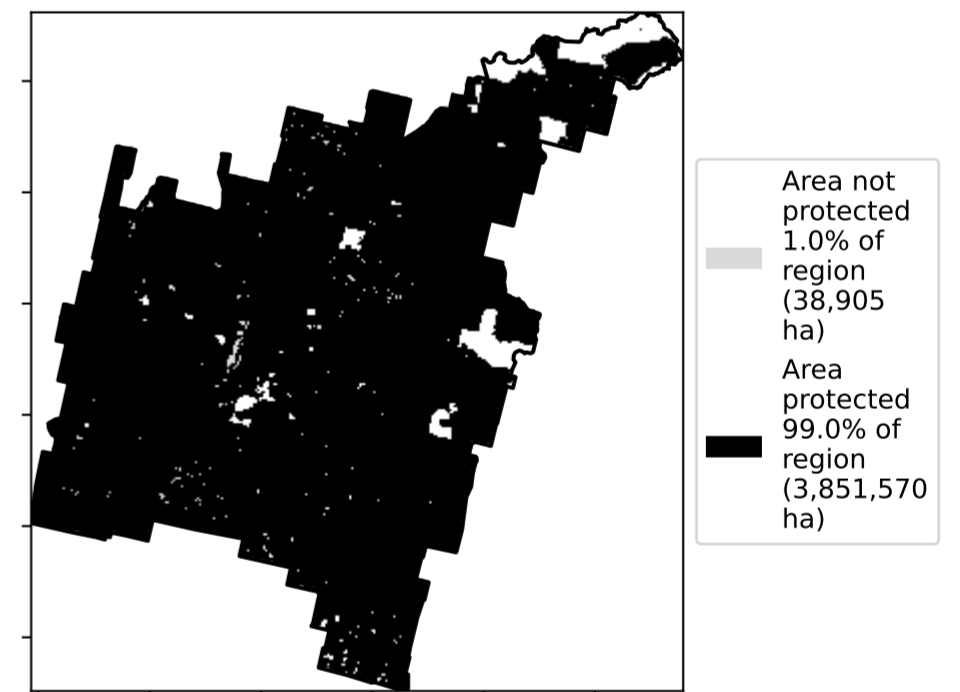 Area not
protected
1.0% of
region
(38,905
ha)
Area
protected
99.0% of
region
(3,851,570
ha)